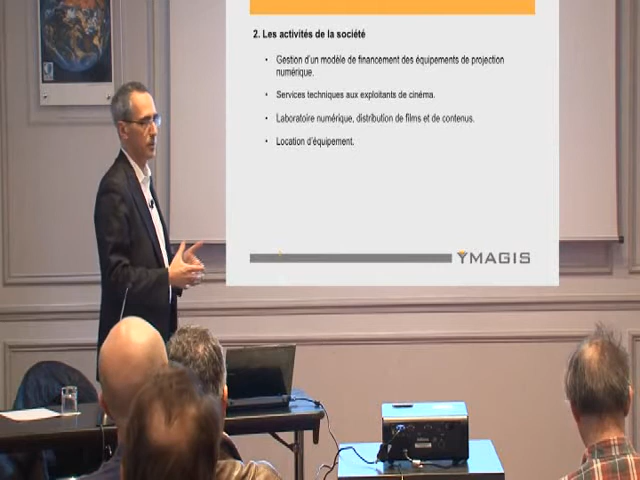 2. Les activités de la société
• Gestion d'un modèle de financement des équipements de projection
numérique.
• Services techniques aux exploitants de cinéma.
• Laboratoire numérique, distribution de films et de contenus.
• Location d'équipement.
YMAGIS